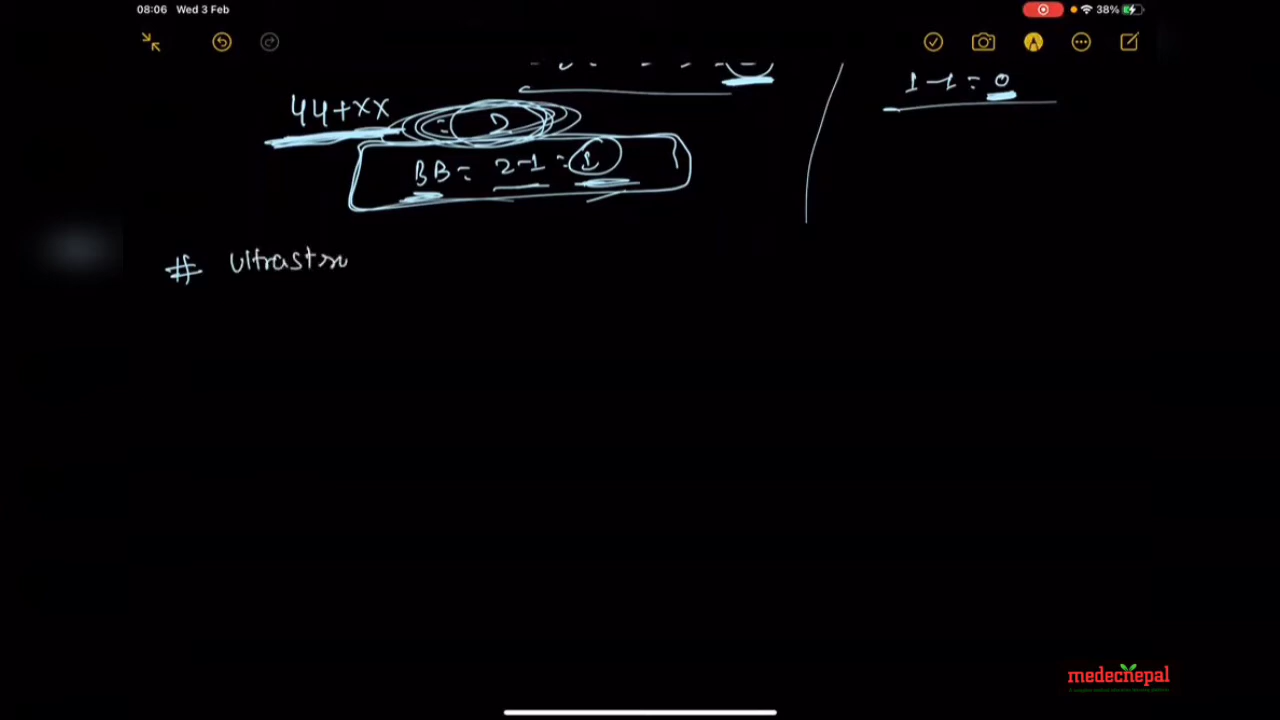 08:06 Wed 3 Feb 38%
1-1=0
44+XX = 2
BB= 2-1=1
# Ultrastru
medecnepal